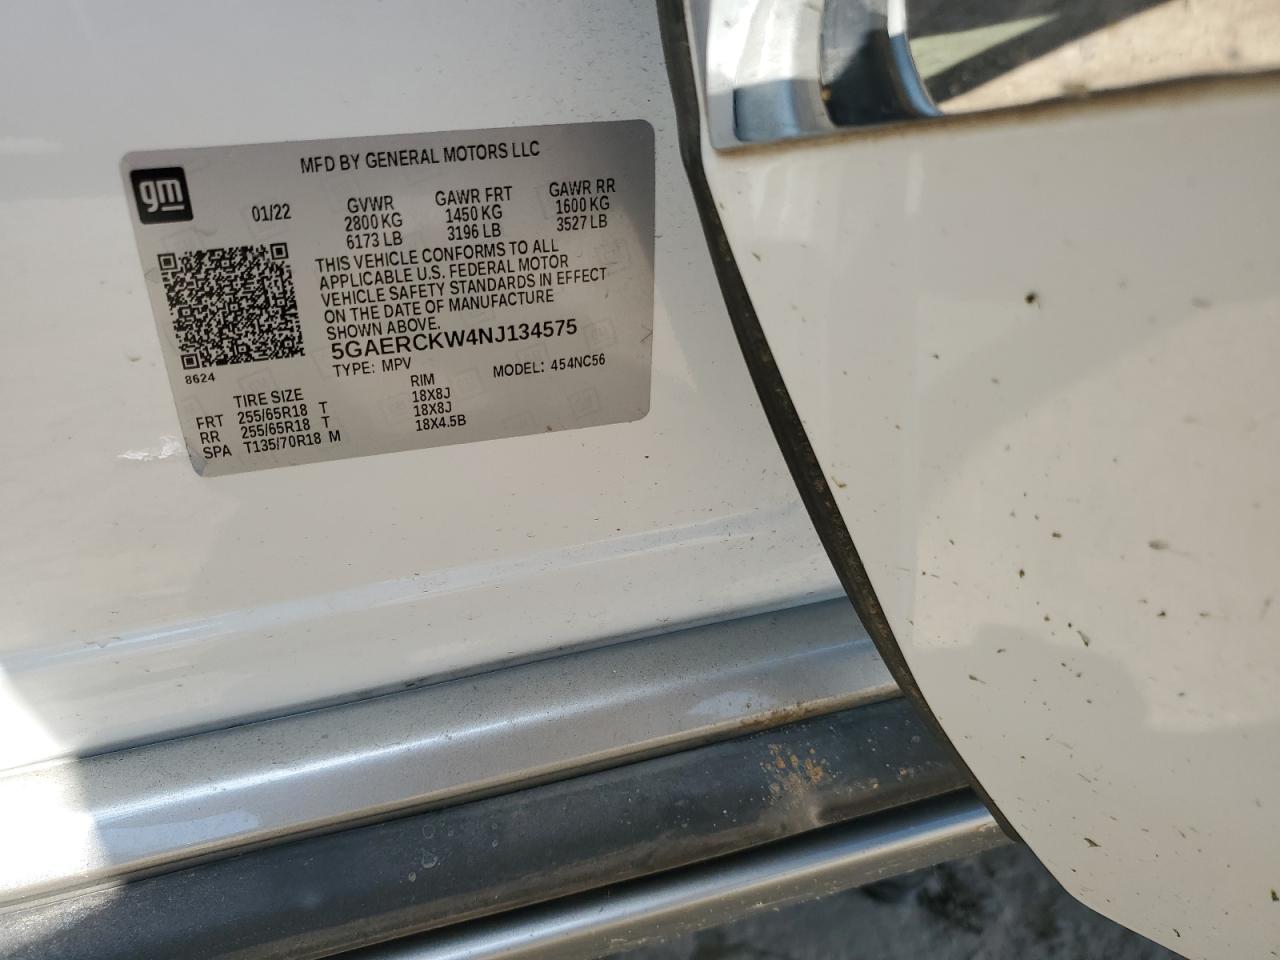 MFD BY GENERAL MOTORS LLC
gm
01/22
GVWR
2800 KG
6173 LB
GAWR FRT
1450 KG
3196 LB
GAWR RR
1600 KG
3527 LB
THIS VEHICLE CONFORMS TO ALL
APPLICABLE U.S. FEDERAL MOTOR
VEHICLE SAFETY STANDARDS IN EFFECT
ON THE DATE OF MANUFACTURE
SHOWN ABOVE.
5GAERCKW4NJ134575
8624
TYPE: MPV
MODEL: 454NC56
TIRE SIZE RIM
FRT 255/65R18 T 18X8J
RR 255/65R18 T 18X8J
SPA T135/70R18 M 18X4.5B